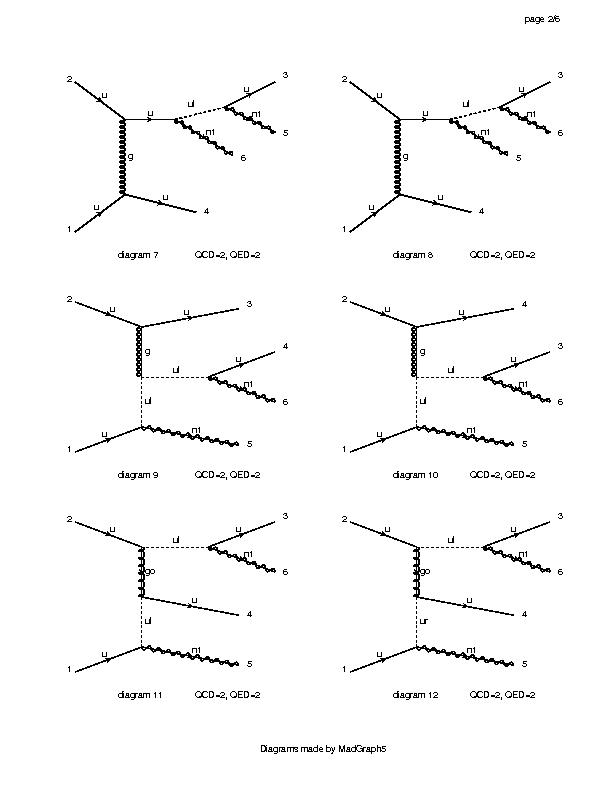 page 2/6
2 u u ul u 3
n1 5
n1 6
g
1 u u 4
diagram 7 QCD=2, QED=2
2 u u ul u 3
n1 6
n1 5
g
1 u u 4
diagram 8 QCD=2, QED=2
2 u u 3
g
ul u 4
n1 6
ul
1 u n1 5
diagram 9 QCD=2, QED=2
2 u u 4
g
ul u 3
n1 6
ul
1 u n1 5
diagram 10 QCD=2, QED=2
2 u ul u 3
n1 6
go
u 4
ul
1 u n1 5
diagram 11 QCD=2, QED=2
2 u ul u 3
n1 6
go
u 4
ur
1 u n1 5
diagram 12 QCD=2, QED=2
Diagrams made by MadGraph5